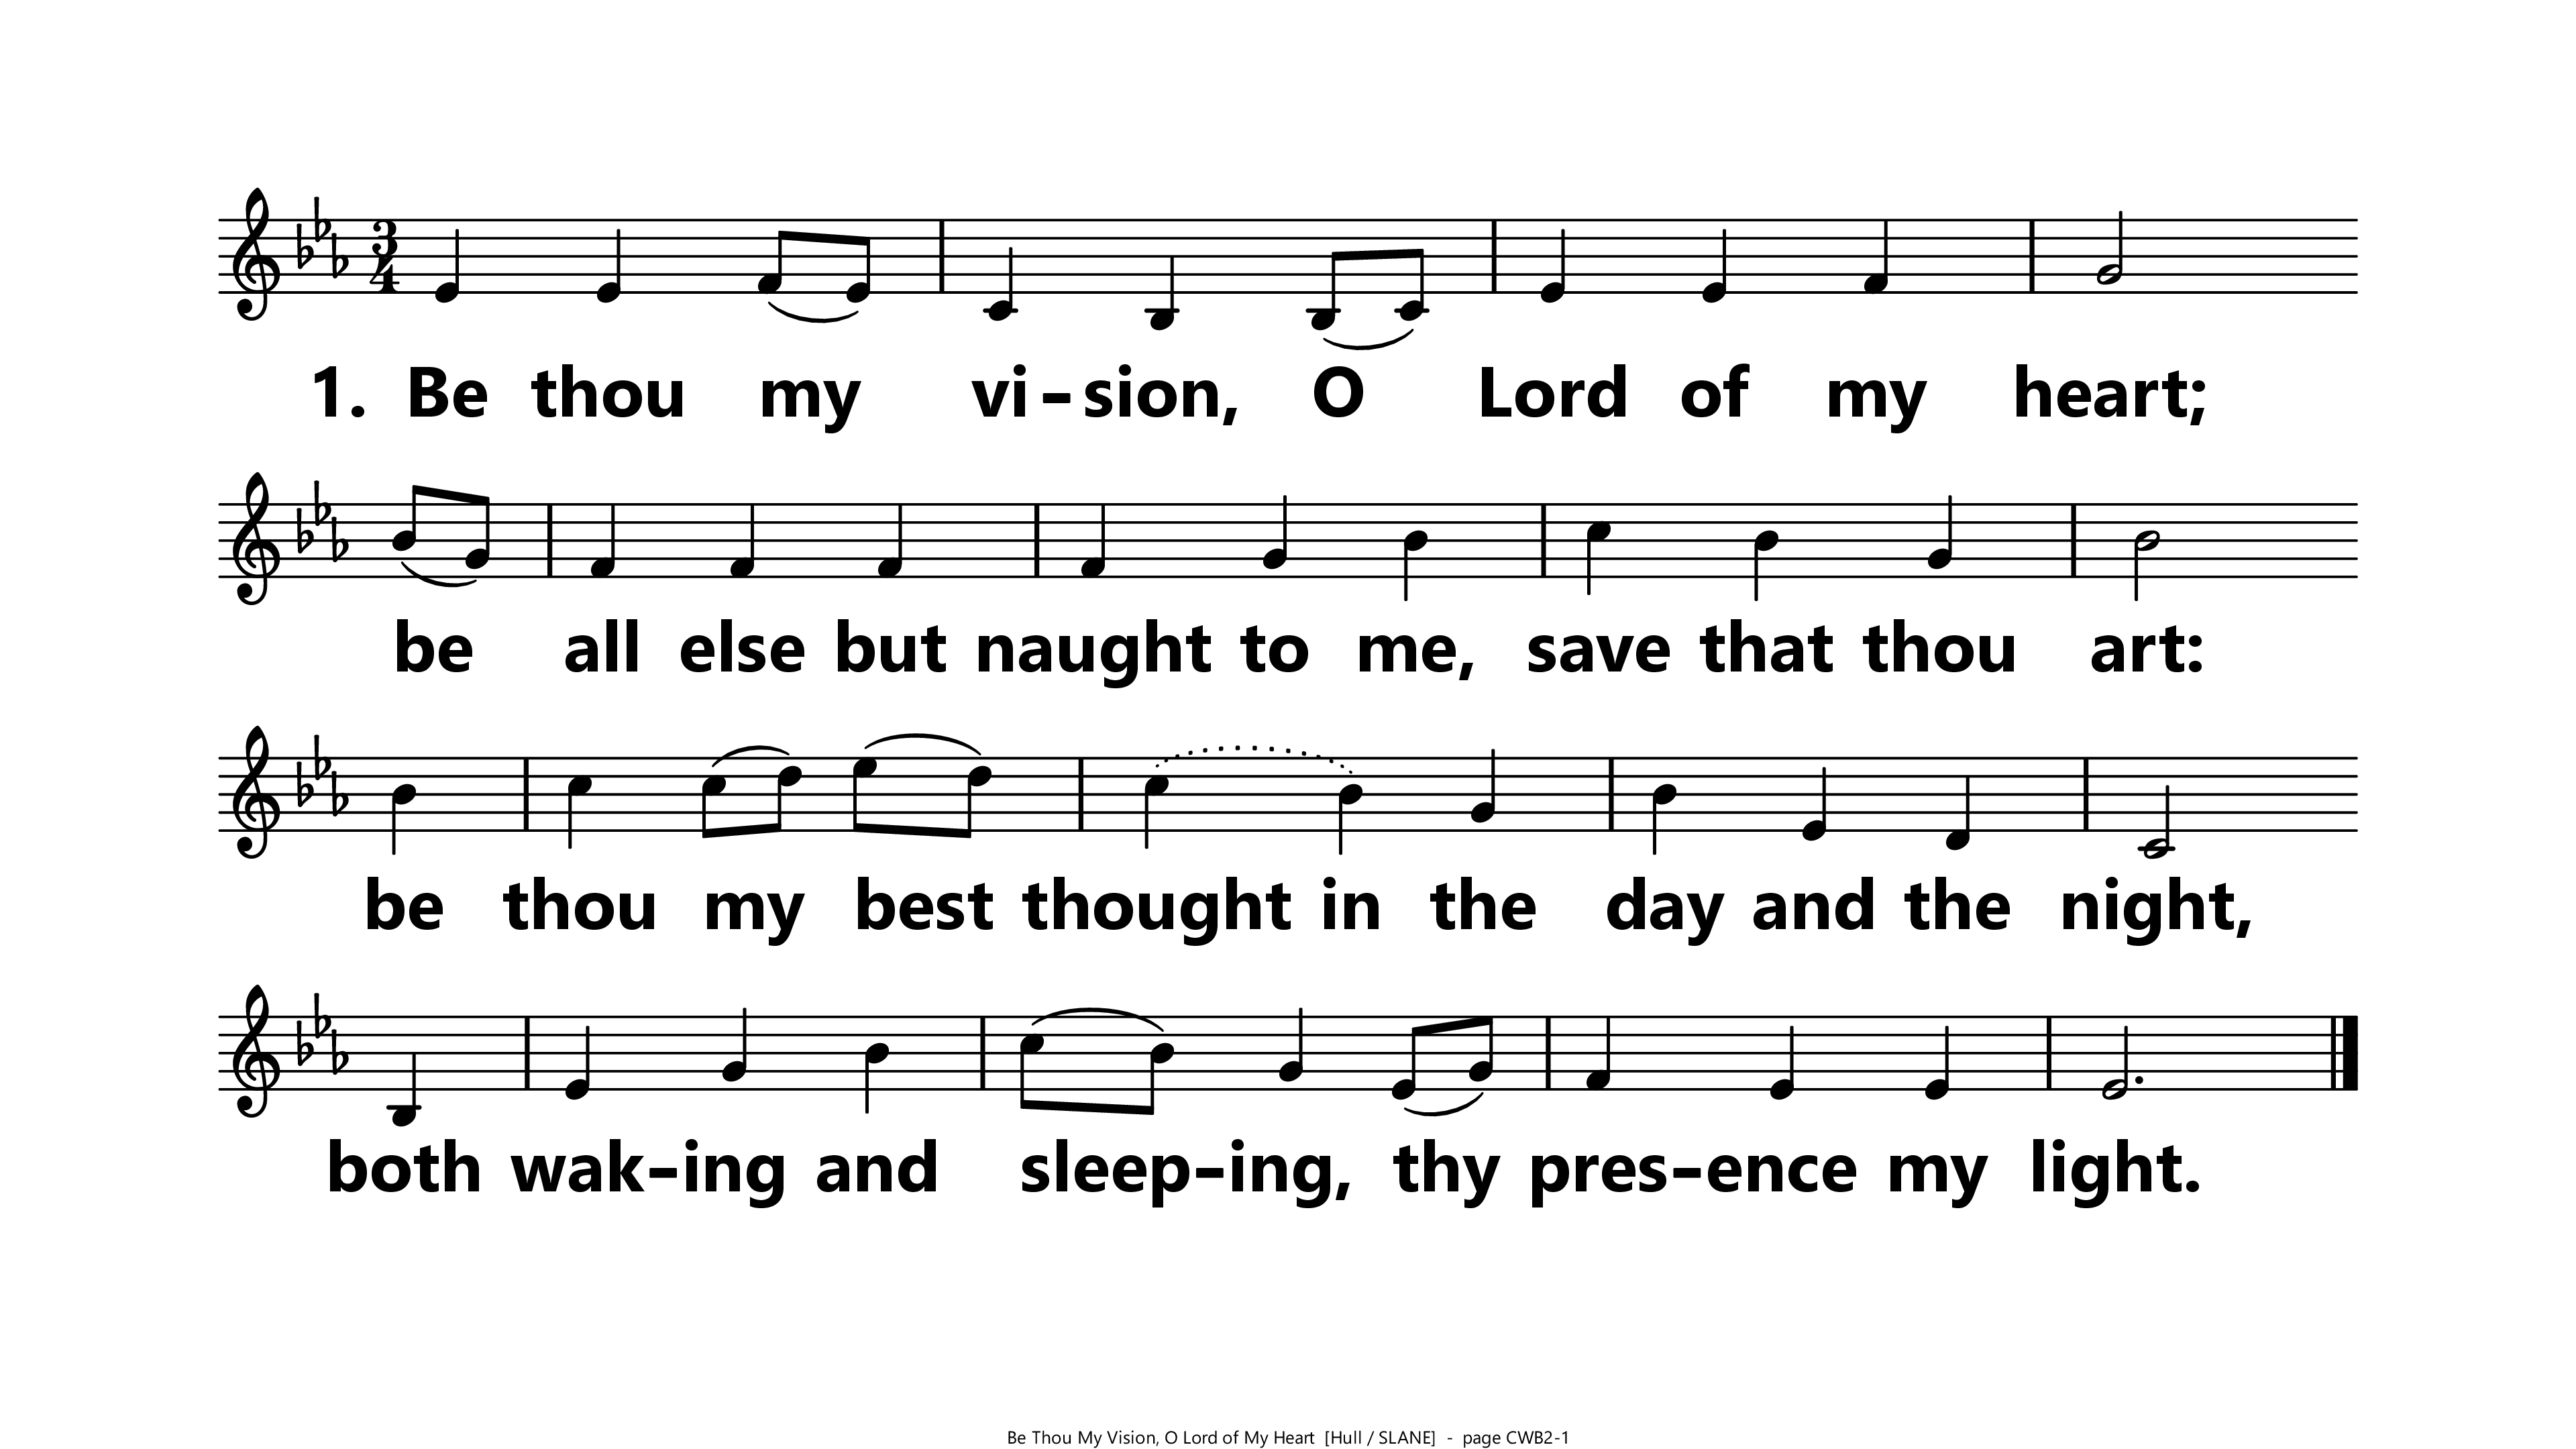 3
4
1. Be thou my vi-sion, O Lord of my heart;
be all else but naught to me, save that thou art:
be thou my best thought in the day and the night,
both wak-ing and sleep-ing, thy pres-ence my light.
Be Thou My Vision, O Lord of My Heart [Hull / SLANE] - page CWB2-1